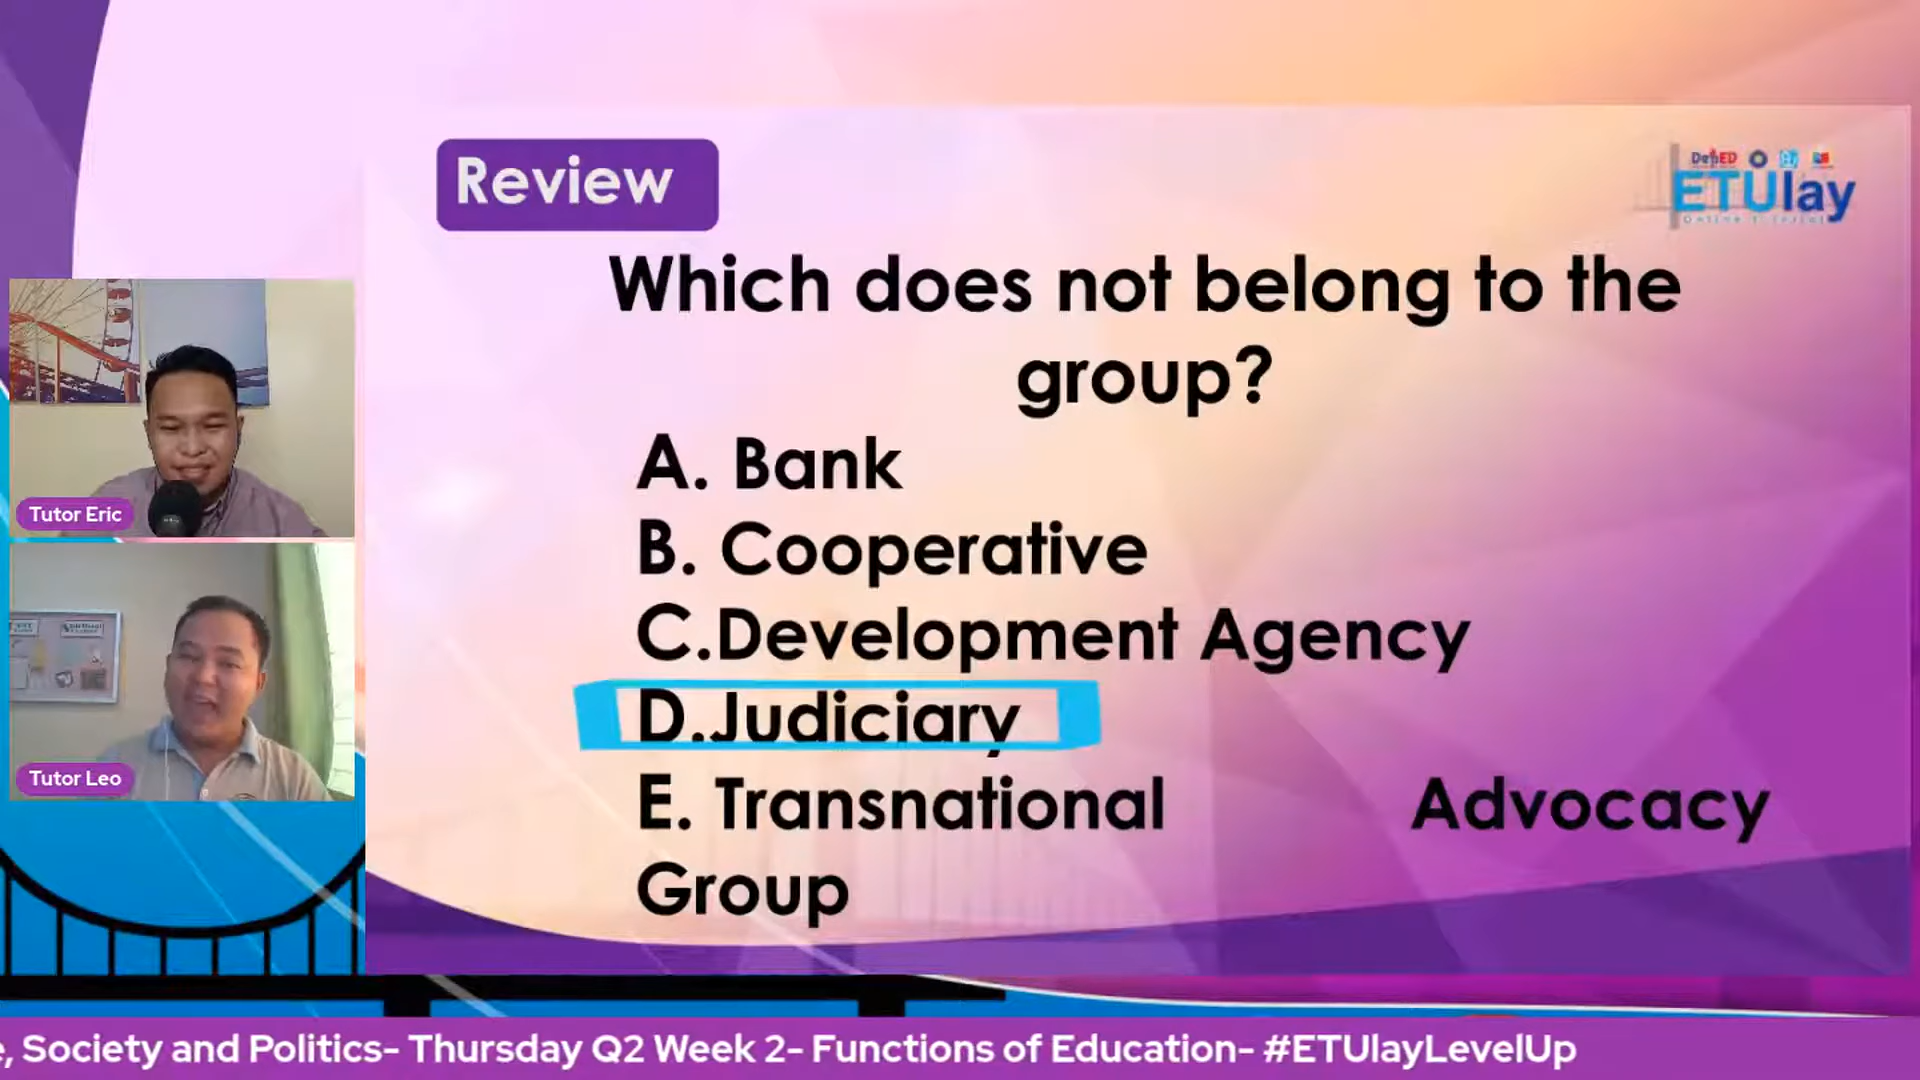 Review
DepED
ETUlay
Which does not belong to the
group?
A. Bank
B. Cooperative
C.Development Agency
D.Judiciary
E. Transnational Advocacy
Group
Tutor Eric
Tutor Leo
, Society and Politics- Thursday Q2 Week 2- Functions of Education- #ETUlayLevelUp